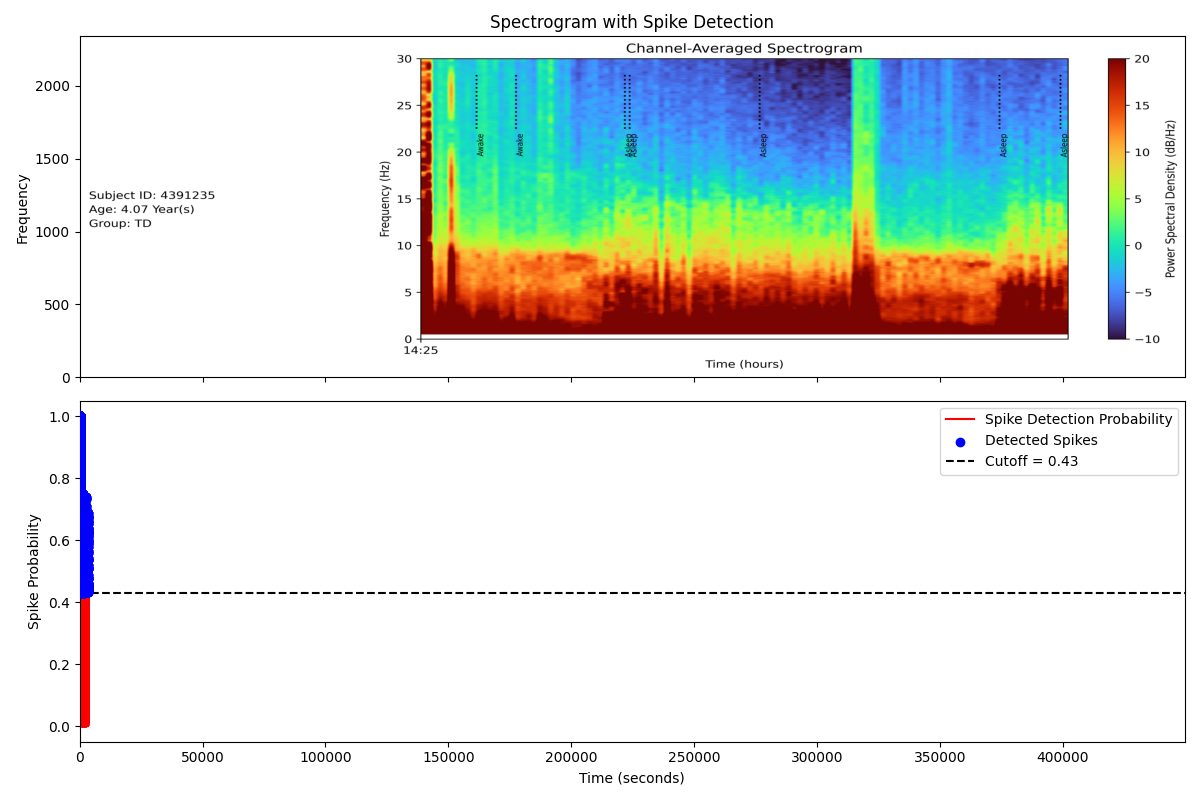 Spectrogram with Spike Detection
Channel-Averaged Spectrogram
Frequency
2000
1500
1000
500
0
Subject ID: 4391235
Age: 4.07 Year(s)
Group: TD
Frequency (Hz)
30
25
20
15
10
5
0
Awake
Awake
Asleep
Asleep
Asleep
Asleep
Asleep
14:25
Time (hours)
20
15
10
5
0
−5
−10
Power Spectral Density (dB/Hz)
Spike Probability
1.0
0.8
0.6
0.4
0.2
0.0
Spike Detection Probability
Detected Spikes
Cutoff = 0.43
0 50000 100000 150000 200000 250000 300000 350000 400000
Time (seconds)